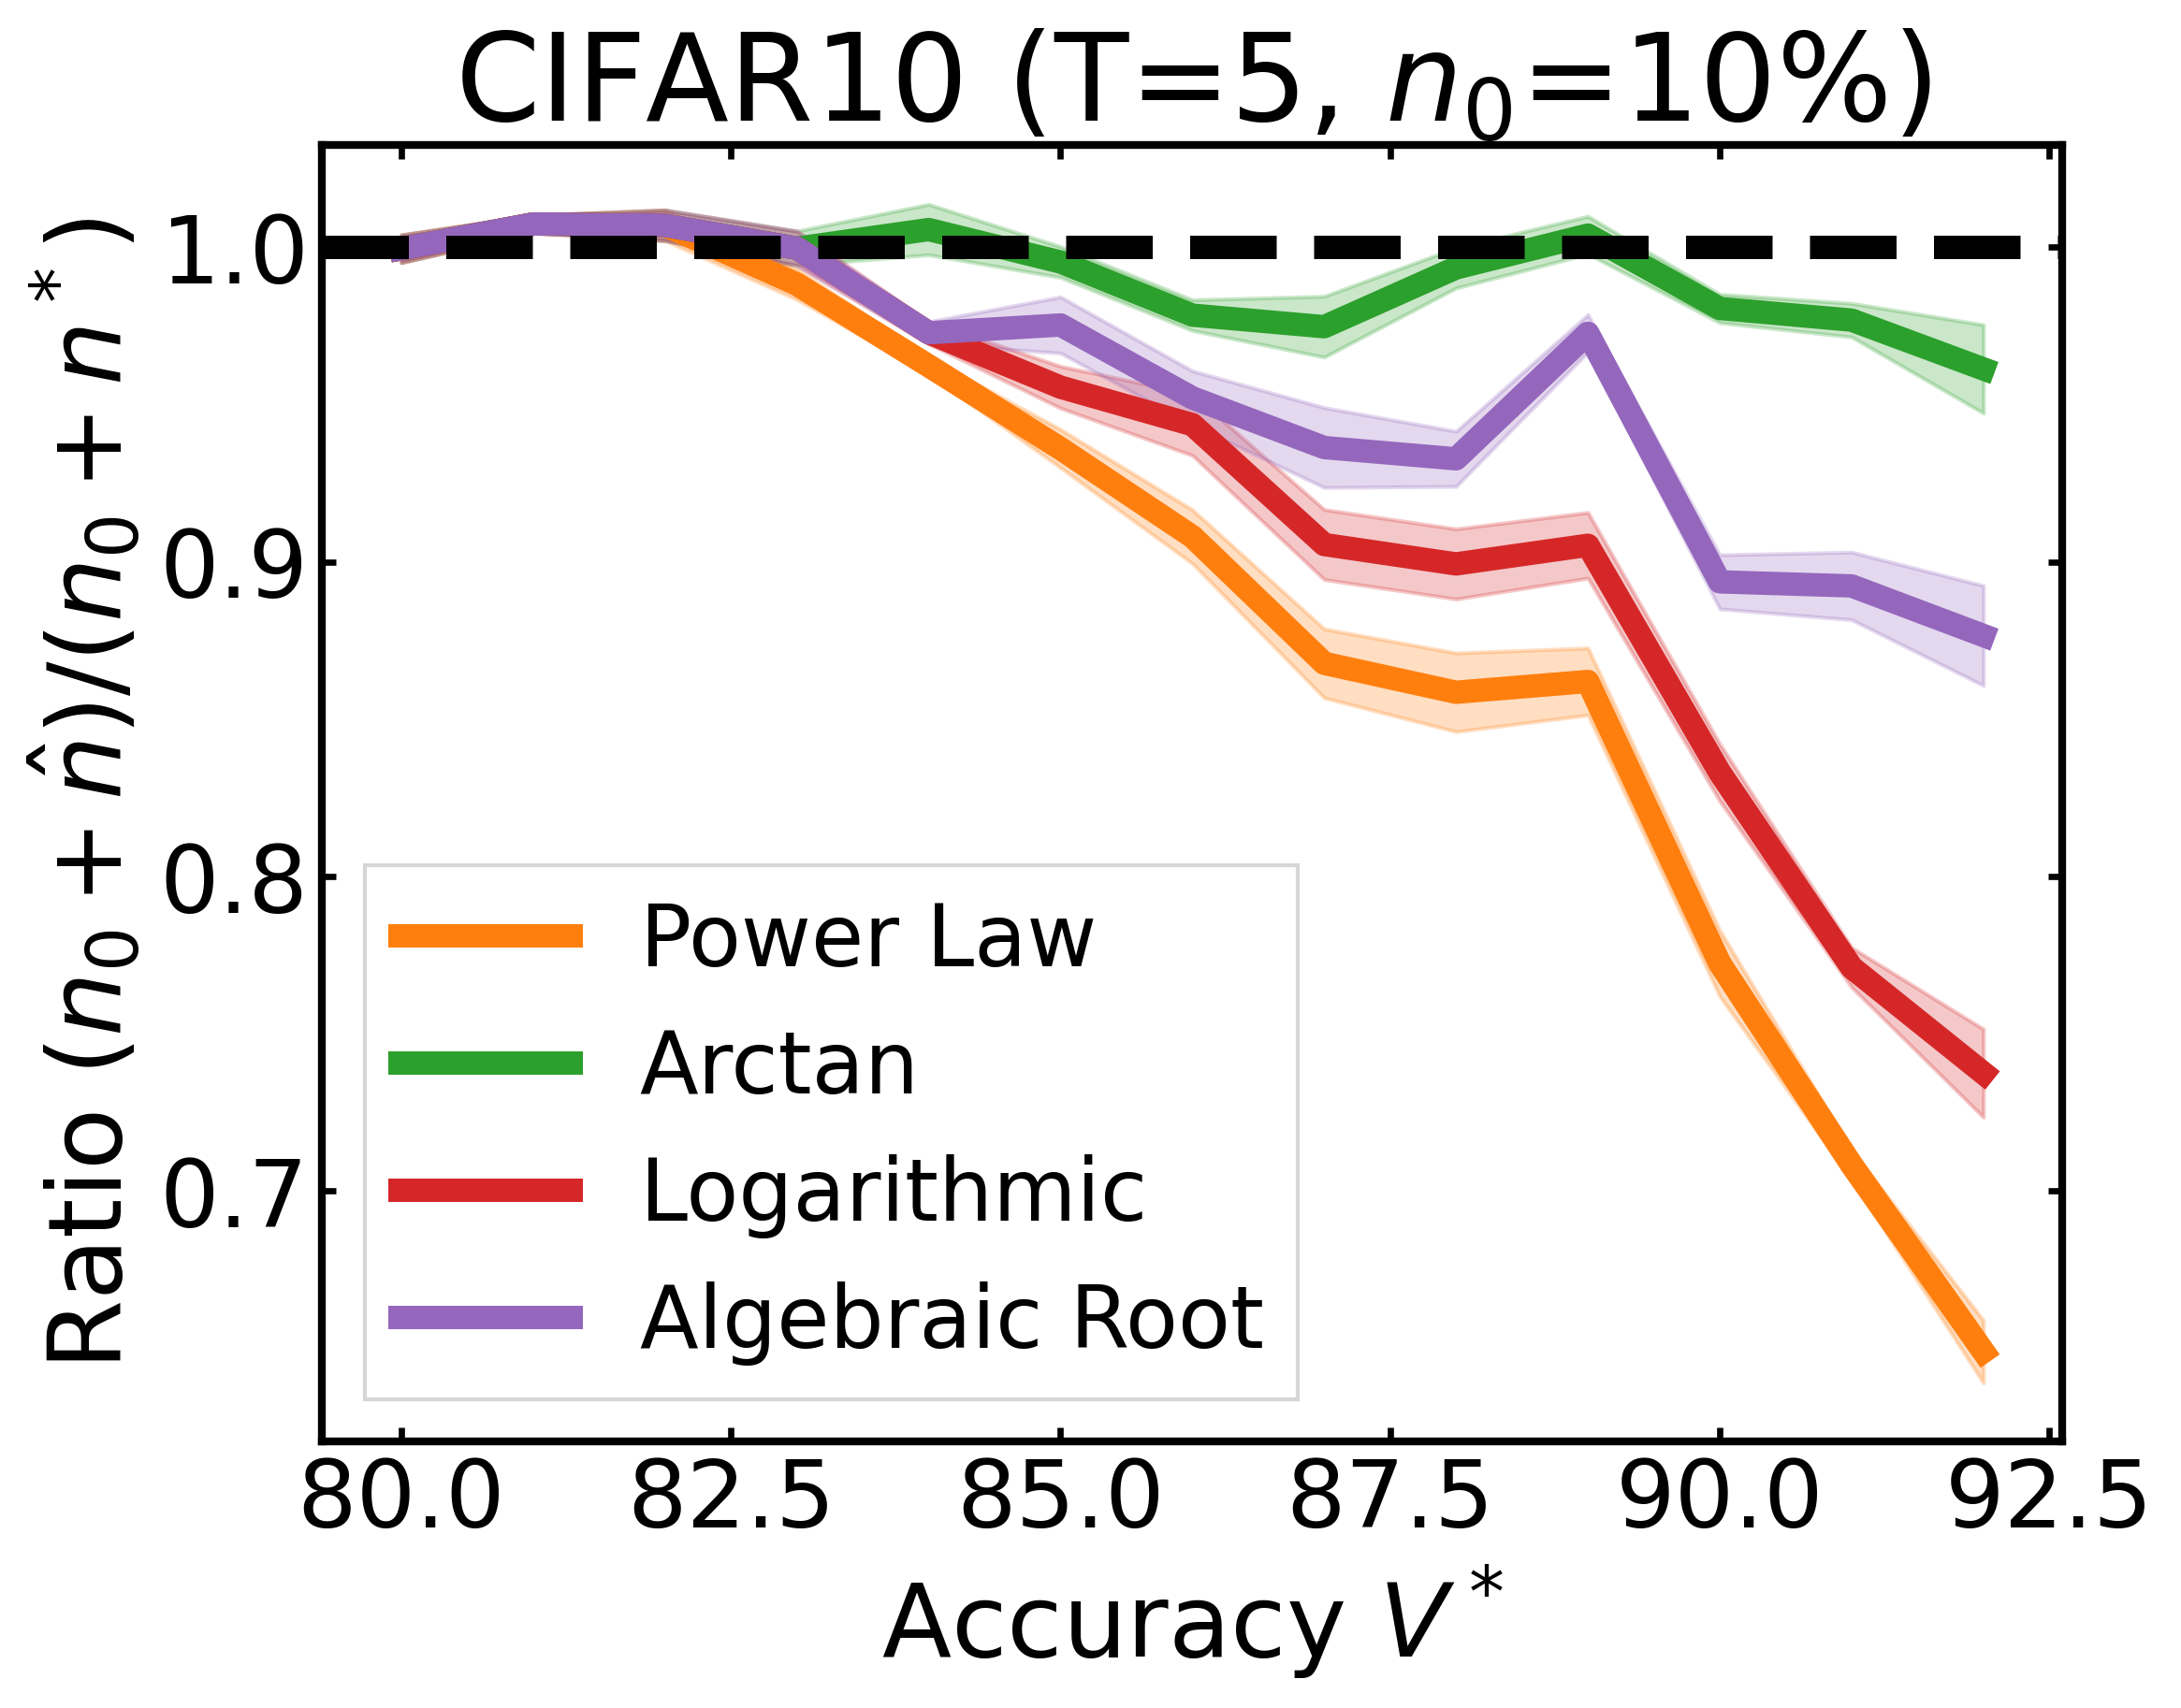 CIFAR10 (T=5, n₀=10%)
Ratio (n₀ + n̂)/(n₀ + n*)
1.0
0.9
0.8
0.7
Power Law
Arctan
Logarithmic
Algebraic Root
80.0 82.5 85.0 87.5 90.0 92.5
Accuracy V*